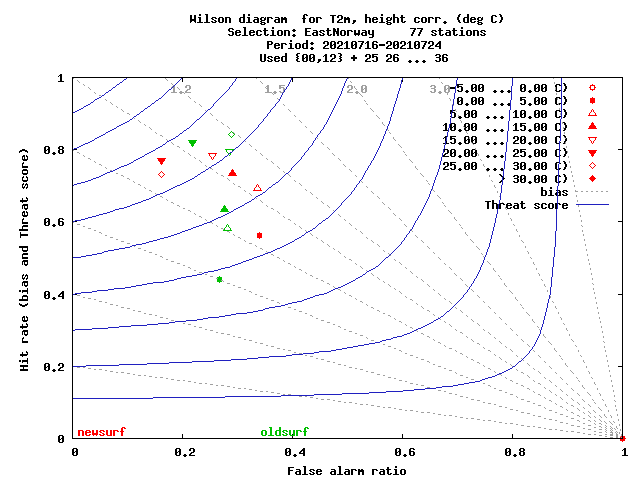 Wilson diagram  for T2m, height corr. (deg C)
Selection: EastNorway     77 stations
Period: 20210716-20210724
Used {00,12} + 25 26 ... 36
1
0.8
0.6
0.4
0.2
0
Hit rate (bias and Threat score)
1.2
1.5
2.0
3.0
-5.00 ...  0.00 C)
0.00 ...  5.00 C)
5.00 ... 10.00 C)
10.00 ... 15.00 C)
15.00 ... 20.00 C)
20.00 ... 25.00 C)
25.00 ... 30.00 C)
> 30.00 C)
bias
Threat score
newsurf
oldsurf
0 0.2 0.4 0.6 0.8 1
False alarm ratio